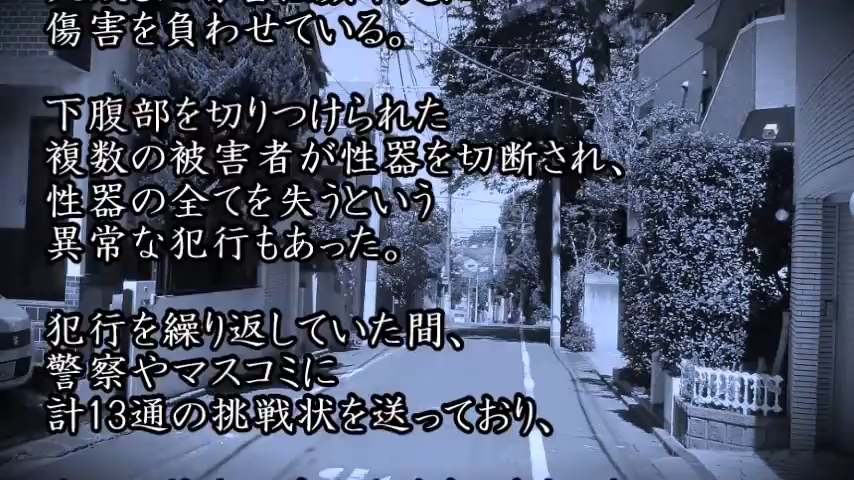 傷害を負わせている。
下腹部を切りつけられた
複数の被害者が性器を切断され、
性器の全てを失うという
異常な犯行もあった。
犯行を繰り返していた間、
警察やマスコミに
計13通の挑戦状を送っており、